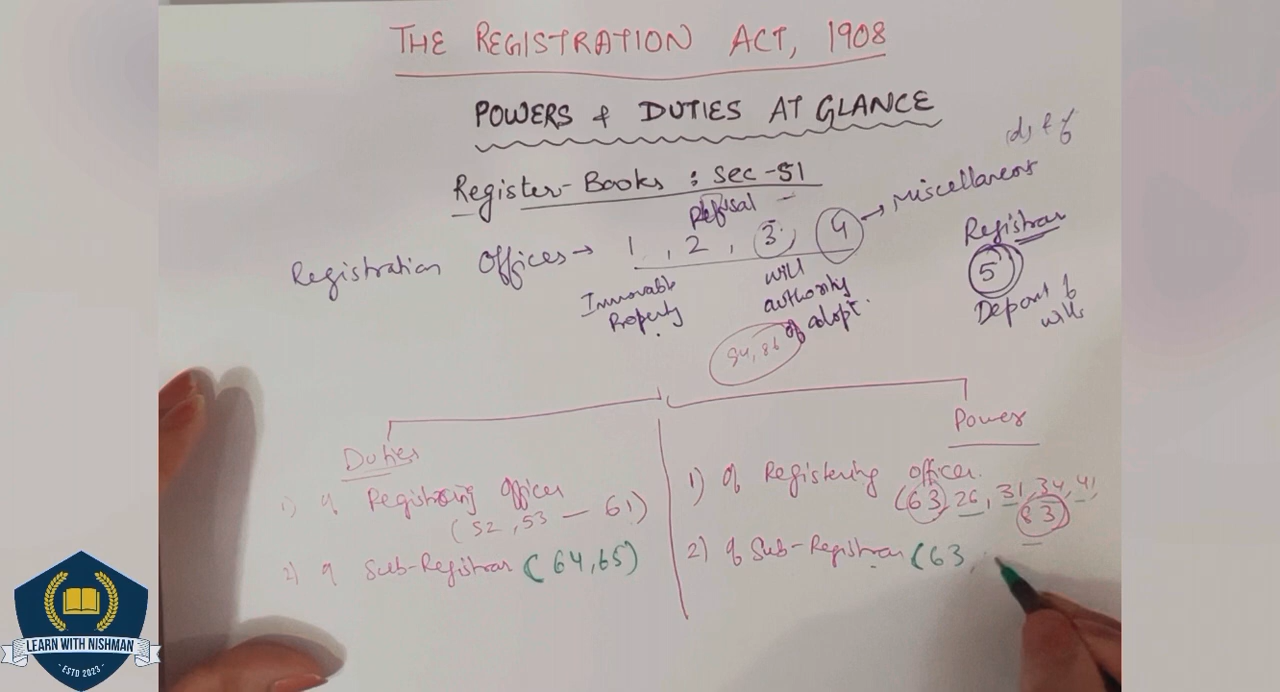 THE REGISTRATION ACT, 1908
POWERS & DUTIES AT GLANCE
Register-Books : Sec-51
Refusal
Registration Offices → 1, 2, 3, 4 → Miscellaneous
Registrar
5
Immovable Property
will authority of adopt.
Deposit of wills
Duties
Power
1) of Registring officer
(52, 53 — 61)
2) of Sub-Registrar (64,65)
1) of Registering officer.
(63, 26, 31, 34, 41,
83)
2) of Sub-Registrar (63,
LEARN WITH NISHMAN
ESTD 2023